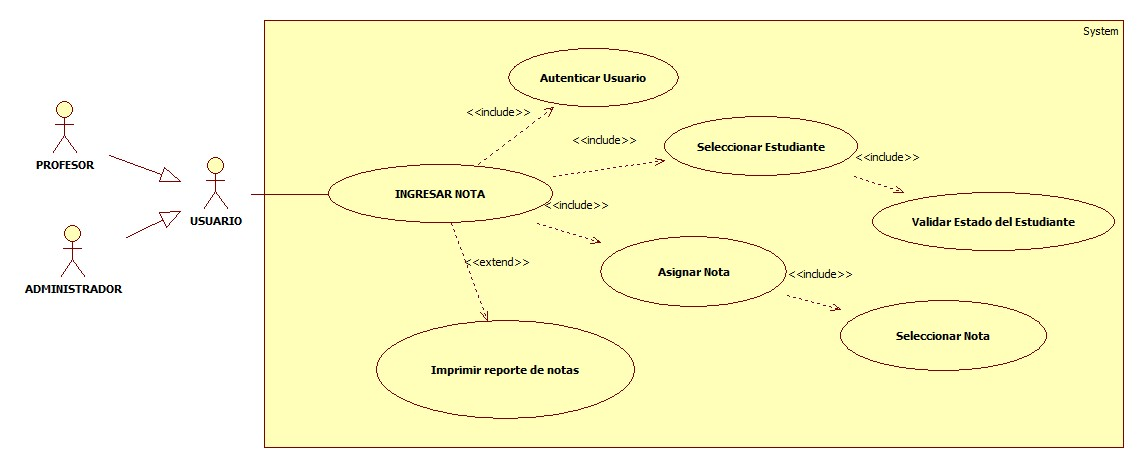 System
Autenticar Usuario
<<include>>
PROFESOR
<<include>>
Seleccionar Estudiante
<<include>>
USUARIO
INGRESAR NOTA
<<include>>
Validar Estado del Estudiante
ADMINISTRADOR
<<extend>>
Asignar Nota
<<include>>
Seleccionar Nota
Imprimir reporte de notas